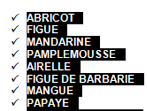 ✓ ABRICOT
✓ FIGUE
✓ MANDARINE
✓ PAMPLEMOUSSE
✓ AIRELLE
✓ FIGUE DE BARBARIE
✓ MANGUE
✓ PAPAYE